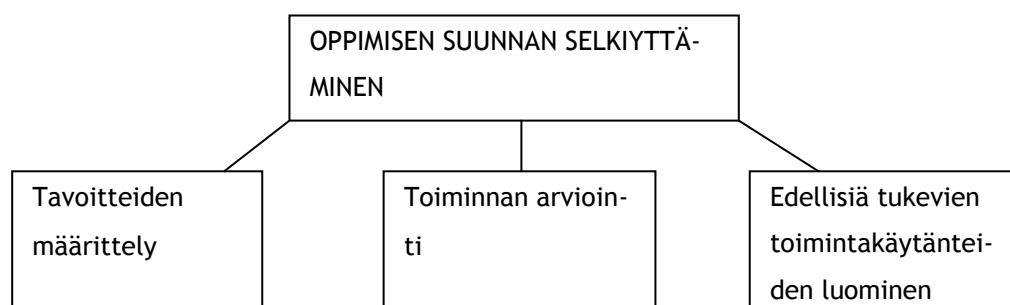 OPPIMISEN SUUNNAN SELKIYTTÄ-
MINEN
Tavoitteiden
määrittely
Toiminnan arvioin-
ti
Edellisiä tukevien
toimintakäytäntei-
den luominen